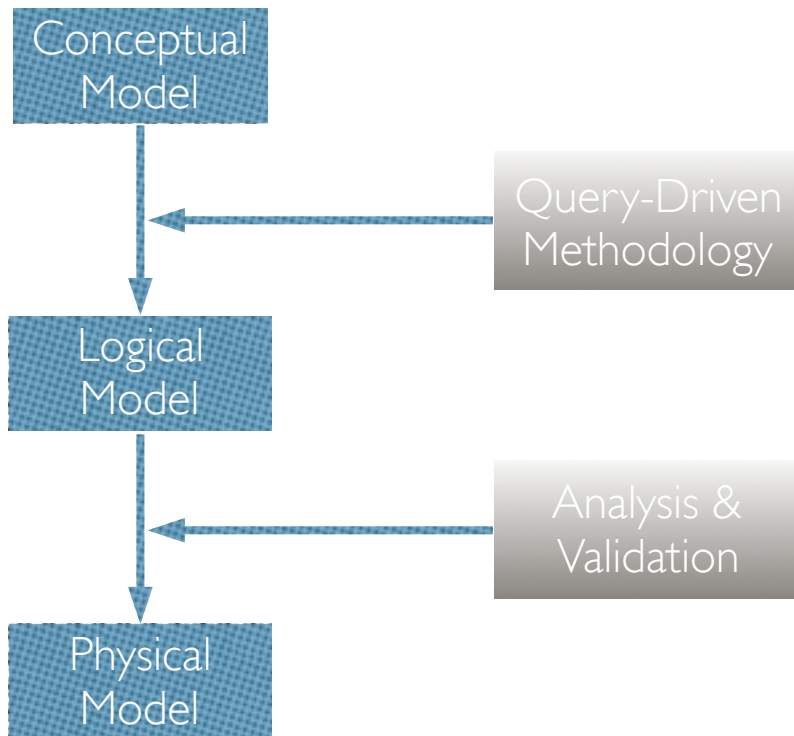 Conceptual
Model
Query-Driven
Methodology
Logical
Model
Analysis &
Validation
Physical
Model